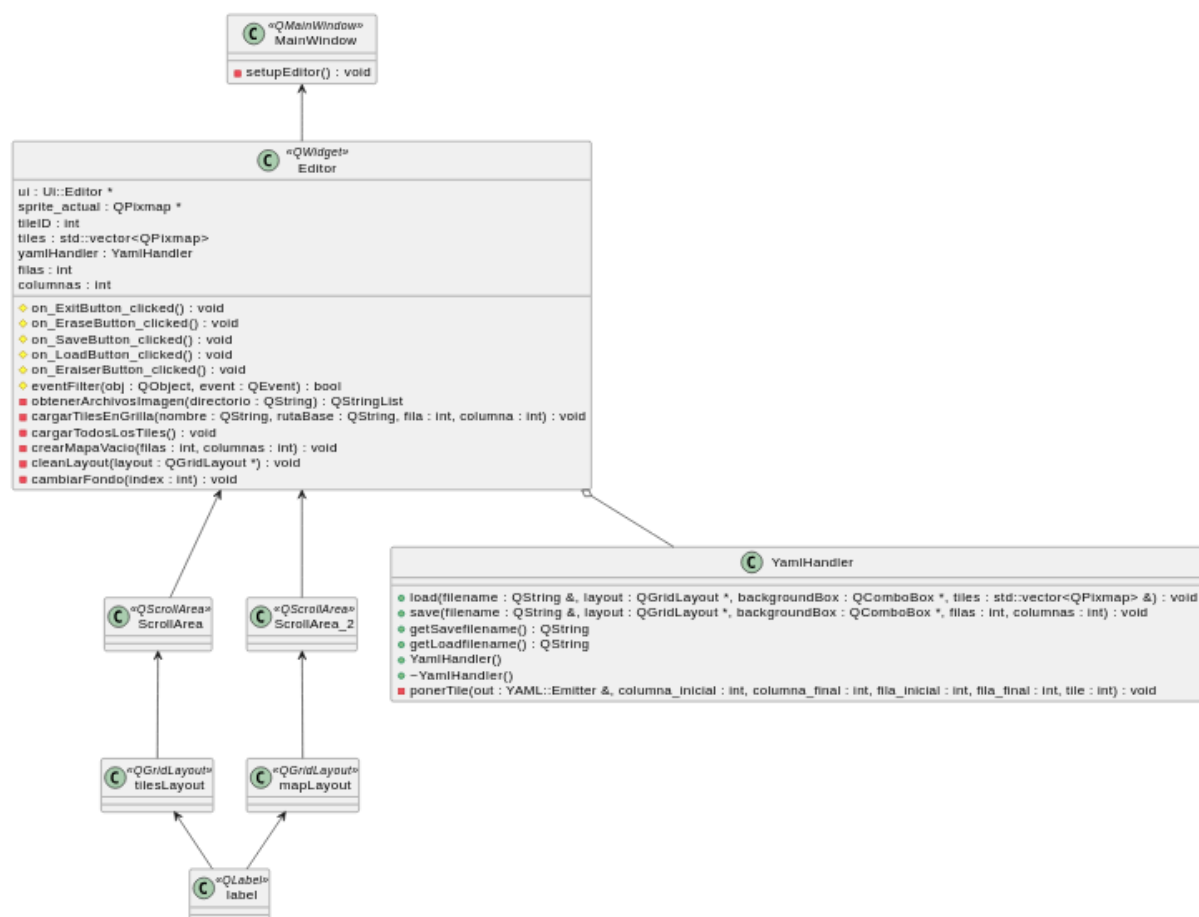 «QMainWindow»
C MainWindow
setupEditor() : void
«QWidget»
C Editor
ui : Ui::Editor *
sprite_actual : QPixmap *
tileID : int
tiles : std::vector<QPixmap>
yamlHandler : YamlHandler
filas : int
columnas : int
on_ExitButton_clicked() : void
on_EraseButton_clicked() : void
on_SaveButton_clicked() : void
on_LoadButton_clicked() : void
on_EraiserButton_clicked() : void
eventFilter(obj : QObject, event : QEvent) : bool
obtenerArchivosImagen(directorio : QString) : QStringList
cargarTilesEnGrilla(nombre : QString, rutaBase : QString, fila : int, columna : int) : void
cargarTodosLosTiles() : void
crearMapaVacio(filas : int, columnas : int) : void
cleanLayout(layout : QGridLayout *) : void
cambiarFondo(index : int) : void
C YamlHandler
load(filename : QString &, layout : QGridLayout *, backgroundBox : QComboBox *, tiles : std::vector<QPixmap> &) : void
save(filename : QString &, layout : QGridLayout *, backgroundBox : QComboBox *, filas : int, columnas : int) : void
getSavefilename() : QString
getLoadfilename() : QString
YamlHandler()
~YamlHandler()
ponerTile(out : YAML::Emitter &, columna_inicial : int, columna_final : int, fila_inicial : int, fila_final : int, tile : int) : void
«QScrollArea»
C ScrollArea
«QScrollArea»
C ScrollArea_2
«QGridLayout»
C tilesLayout
«QGridLayout»
C mapLayout
«QLabel»
C label